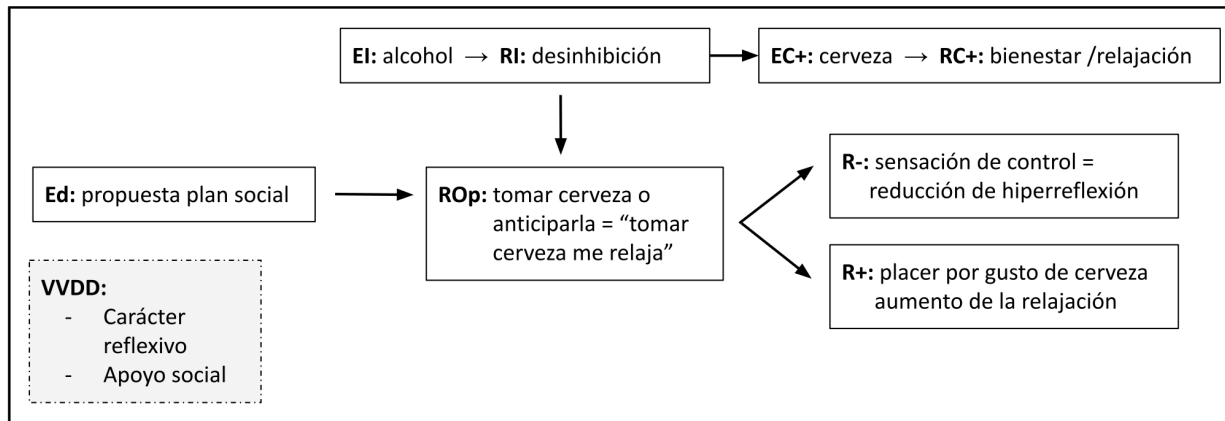 EI: alcohol → RI: desinhibición
EC+: cerveza → RC+: bienestar /relajación
Ed: propuesta plan social
ROp: tomar cerveza o
anticiparla = “tomar
cerveza me relaja”
R-: sensación de control =
reducción de hiperreflexión
R+: placer por gusto de cerveza
aumento de la relajación
VVDD:
- Carácter
reflexivo
- Apoyo social